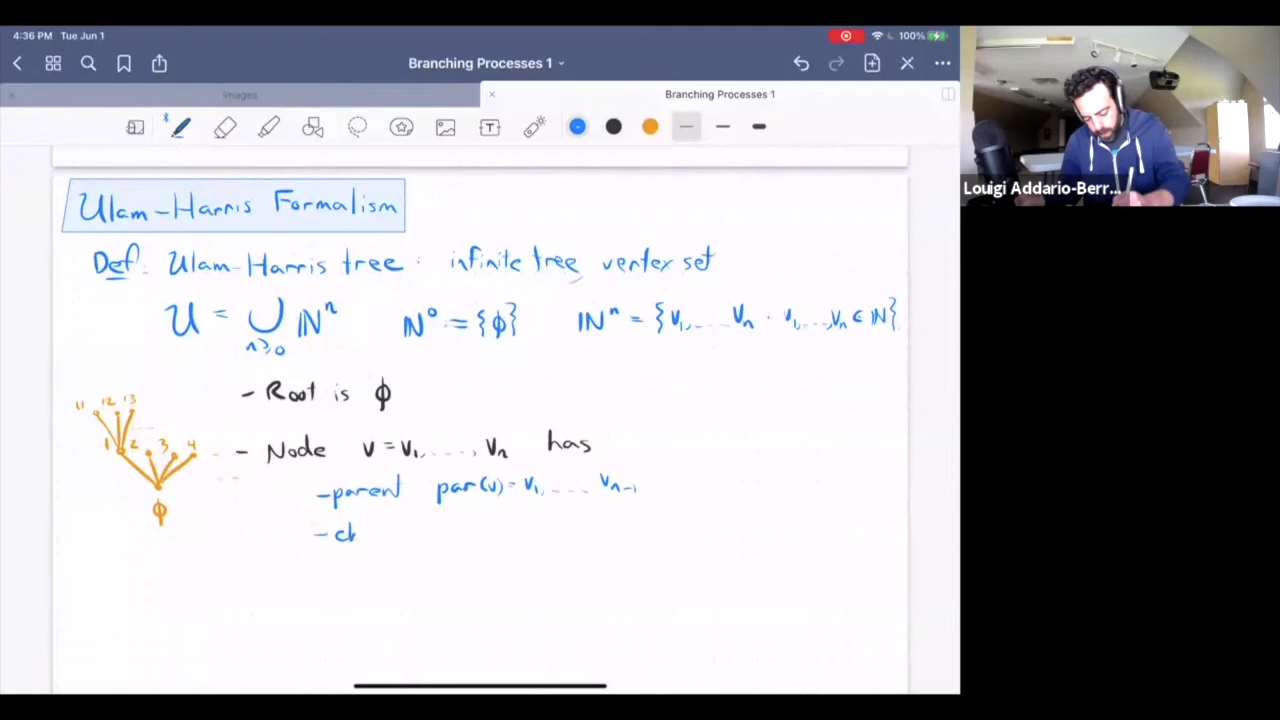 4:36 PM Tue Jun 1
100%
Branching Processes 1
Images
Branching Processes 1
Louigi Addario-Berr...
Ulam-Harris Formalism
Def: Ulam-Harris tree: infinite tree, vertex set
U = ⋃ₙ≥₀ ℕⁿ ℕ⁰ := {ϕ} ℕⁿ = {v₁, ..., vₙ : v₁, ..., vₙ ∈ ℕ}
- Root is ϕ
11 12 13
1 2 3 4
ϕ
- Node v = v₁, ..., vₙ has
- parent par(v) = v₁, ... vₙ₋₁
- ch